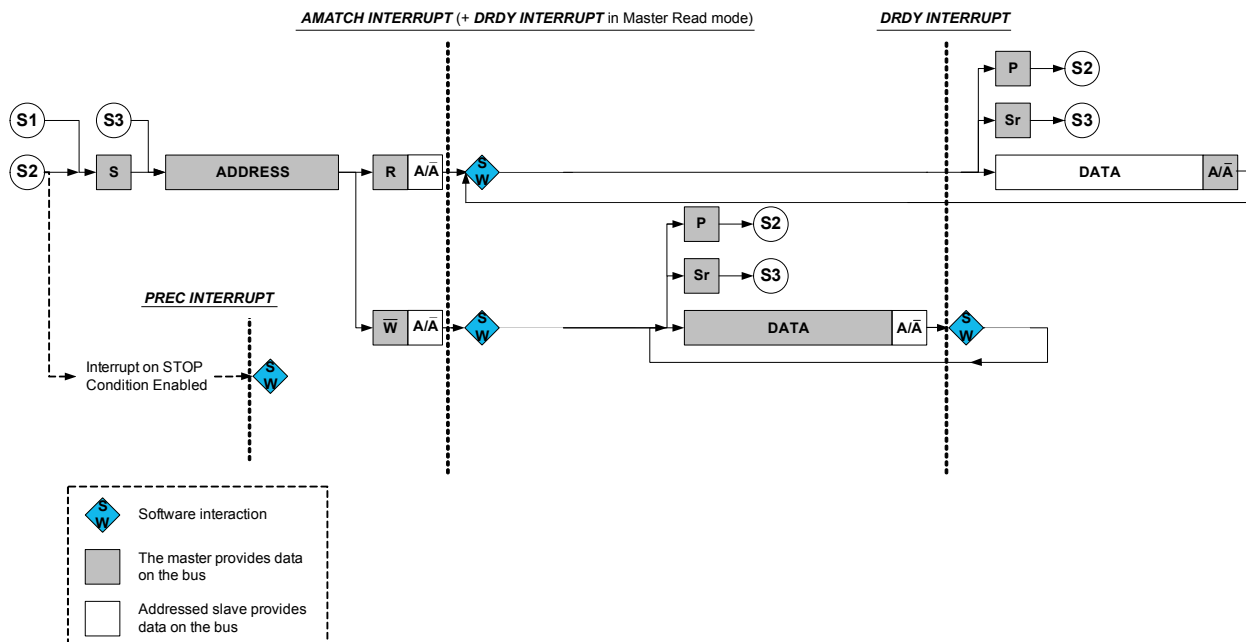 AMATCH INTERRUPT (+ DRDY INTERRUPT in Master Read mode)
DRDY INTERRUPT
P
S2
S1
S3
Sr
S3
S2
S
ADDRESS
R
A/A̅
S
W
DATA
A/A̅
P
S2
Sr
S3
PREC INTERRUPT
W̅
A/A̅
S
W
DATA
A/A̅
S
W
Interrupt on STOP
Condition Enabled
S
W
S
W
Software interaction
The master provides data
on the bus
Addressed slave provides
data on the bus